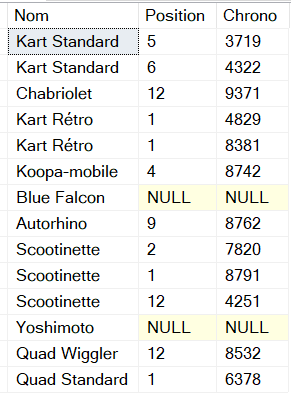 Nom Position Chrono
Kart Standard 5 3719
Kart Standard 6 4322
Chabriolet 12 9371
Kart Rétro 1 4829
Kart Rétro 1 8381
Koopa-mobile 4 8742
Blue Falcon NULL NULL
Autorhino 9 8762
Scootinette 2 7820
Scootinette 1 8791
Scootinette 12 4251
Yoshimoto NULL NULL
Quad Wiggler 12 8532
Quad Standard 1 6378